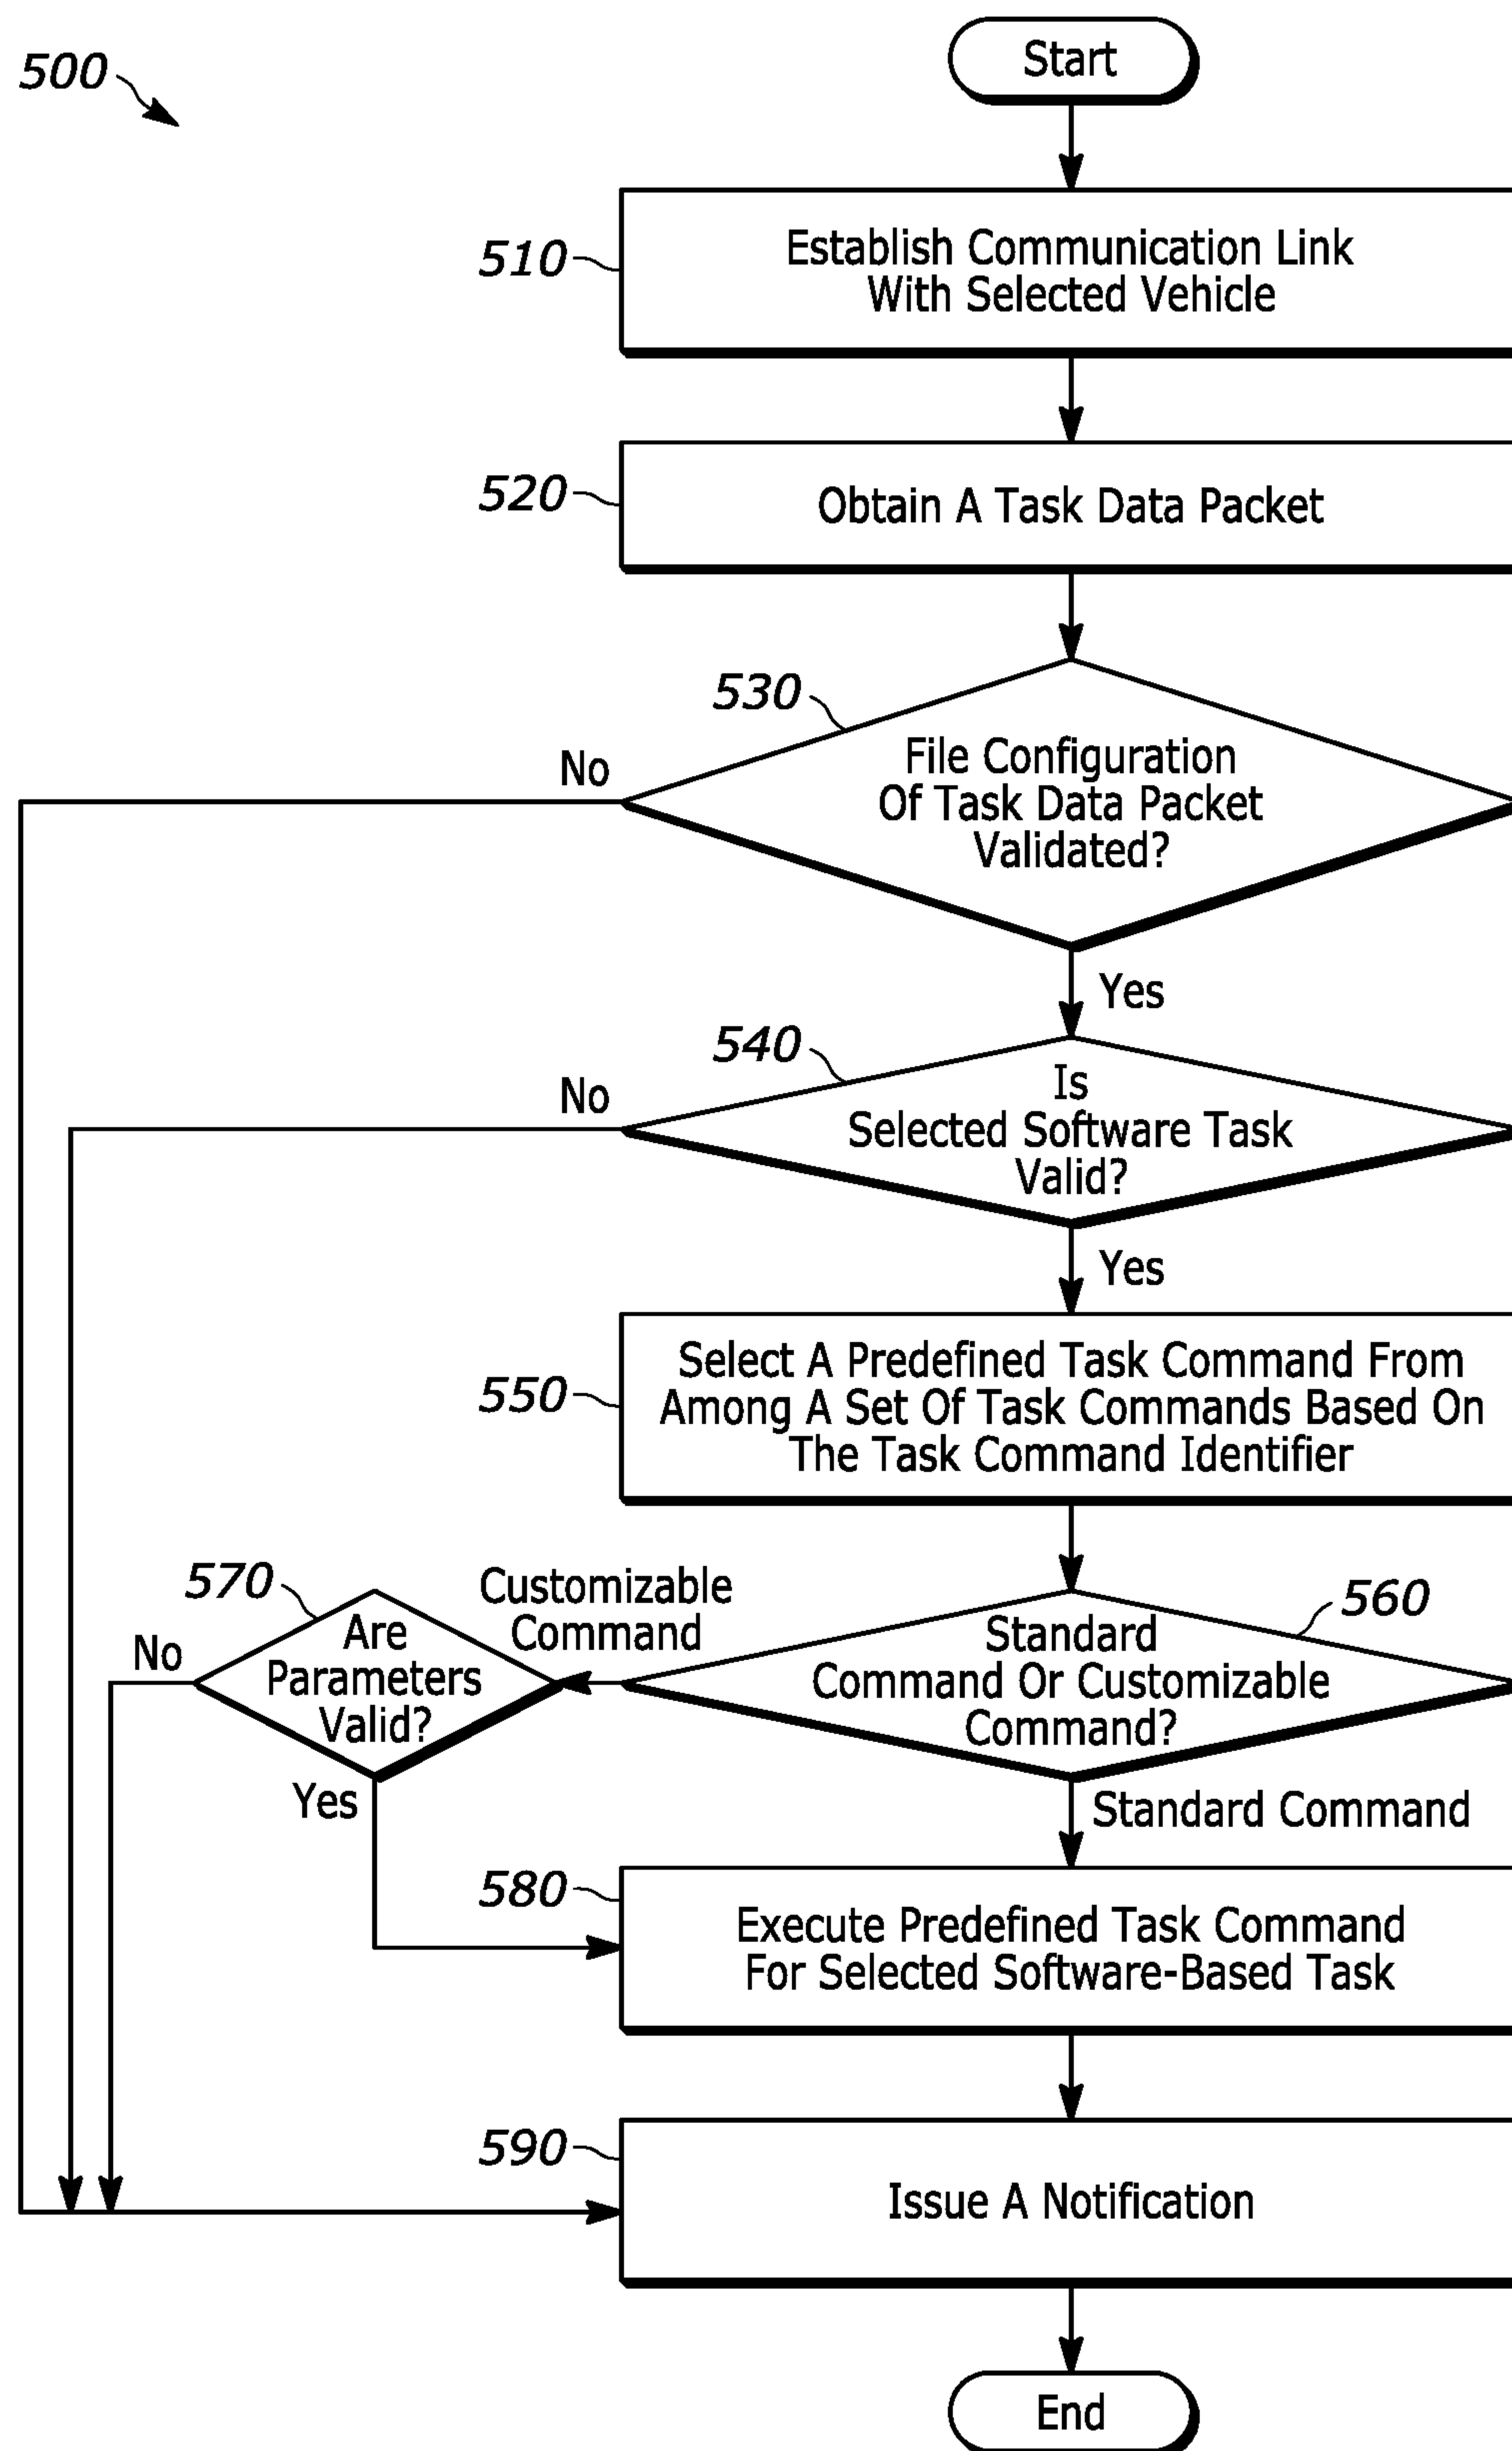 500
Start
510
Establish Communication Link
With Selected Vehicle
520
Obtain A Task Data Packet
530
No
File Configuration
Of Task Data Packet
Validated?
Yes
540
No
Is
Selected Software Task
Valid?
Yes
550
Select A Predefined Task Command From
Among A Set Of Task Commands Based On
The Task Command Identifier
570
No
Are
Parameters
Valid?
Yes
Customizable
Command
560
Standard
Command Or Customizable
Command?
Standard Command
580
Execute Predefined Task Command
For Selected Software-Based Task
590
Issue A Notification
End